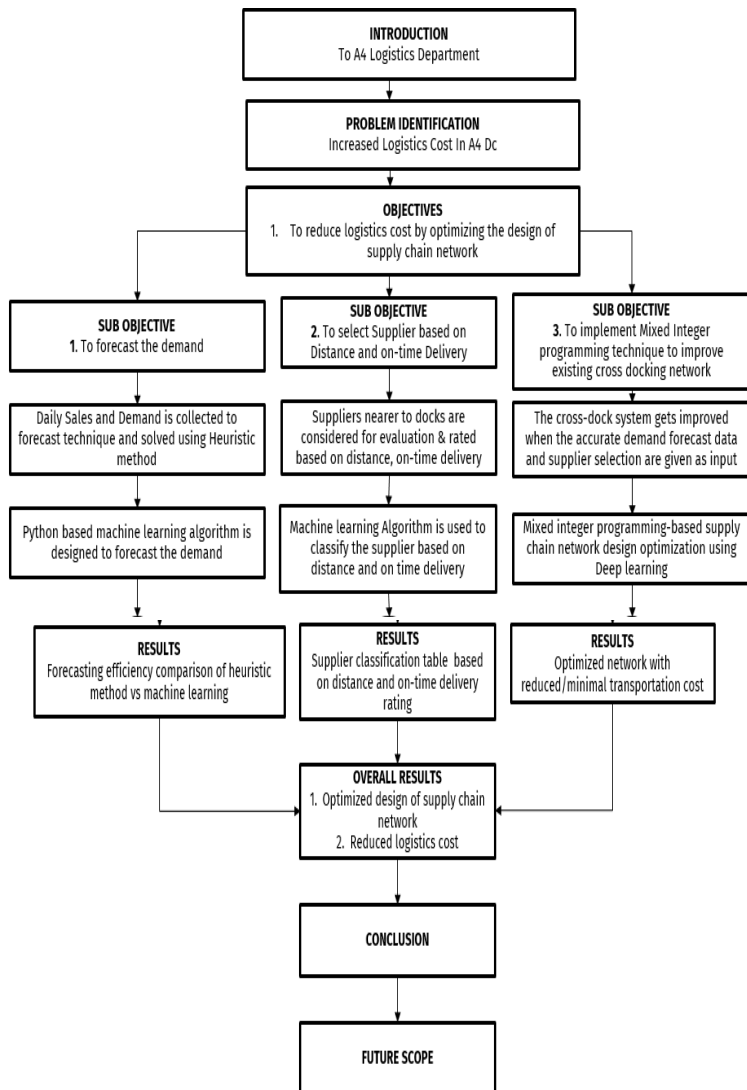 INTRODUCTION
To A4 Logistics Department
PROBLEM IDENTIFICATION
Increased Logistics Cost In A4 Dc
OBJECTIVES
1. To reduce logistics cost by optimizing the design of
supply chain network
SUB OBJECTIVE
1. To forecast the demand
Daily Sales and Demand is collected to
forecast technique and solved using Heuristic
method
Python based machine learning algorithm is
designed to forecast the demand
RESULTS
Forecasting efficiency comparison of heuristic
method vs machine learning
SUB OBJECTIVE
2. To select Supplier based on
Distance and on-time Delivery
Suppliers nearer to docks are
considered for evaluation & rated
based on distance, on-time delivery
Machine learning Algorithm is used to
classify the supplier based on
distance and on time delivery
RESULTS
Supplier classification table based
on distance and on-time delivery
rating
SUB OBJECTIVE
3. To implement Mixed Integer
programming technique to improve
existing cross docking network
The cross-dock system gets improved
when the accurate demand forecast data
and supplier selection are given as input
Mixed integer programming-based supply
chain network design optimization using
Deep learning
RESULTS
Optimized network with
reduced/minimal transportation cost
OVERALL RESULTS
1. Optimized design of supply chain
network
2. Reduced logistics cost
CONCLUSION
FUTURE SCOPE